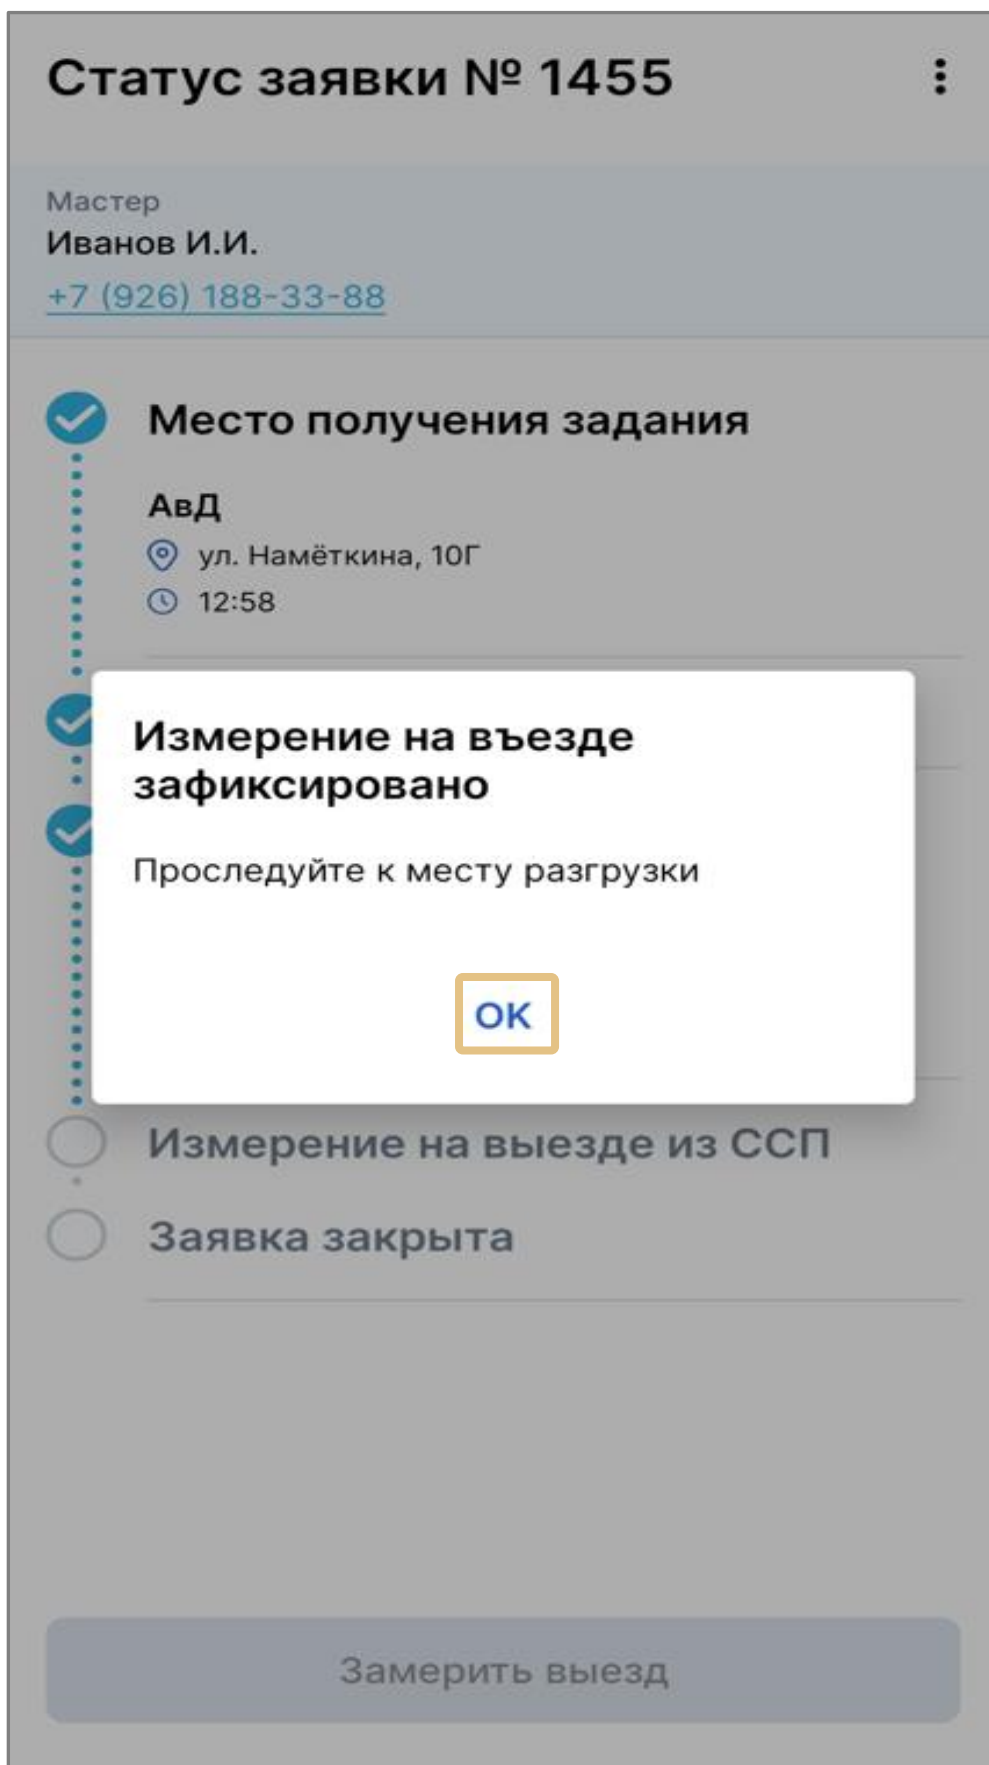 Статус заявки № 1455
Мастер
Иванов И.И.
+7 (926) 188-33-88
Место получения задания
АвД
ул. Намёткина, 10Г
12:58
Измерение на въезде
зафиксировано
Проследуйте к месту разгрузки
ОК
Измерение на выезде из ССП
Заявка закрыта
Замерить выезд